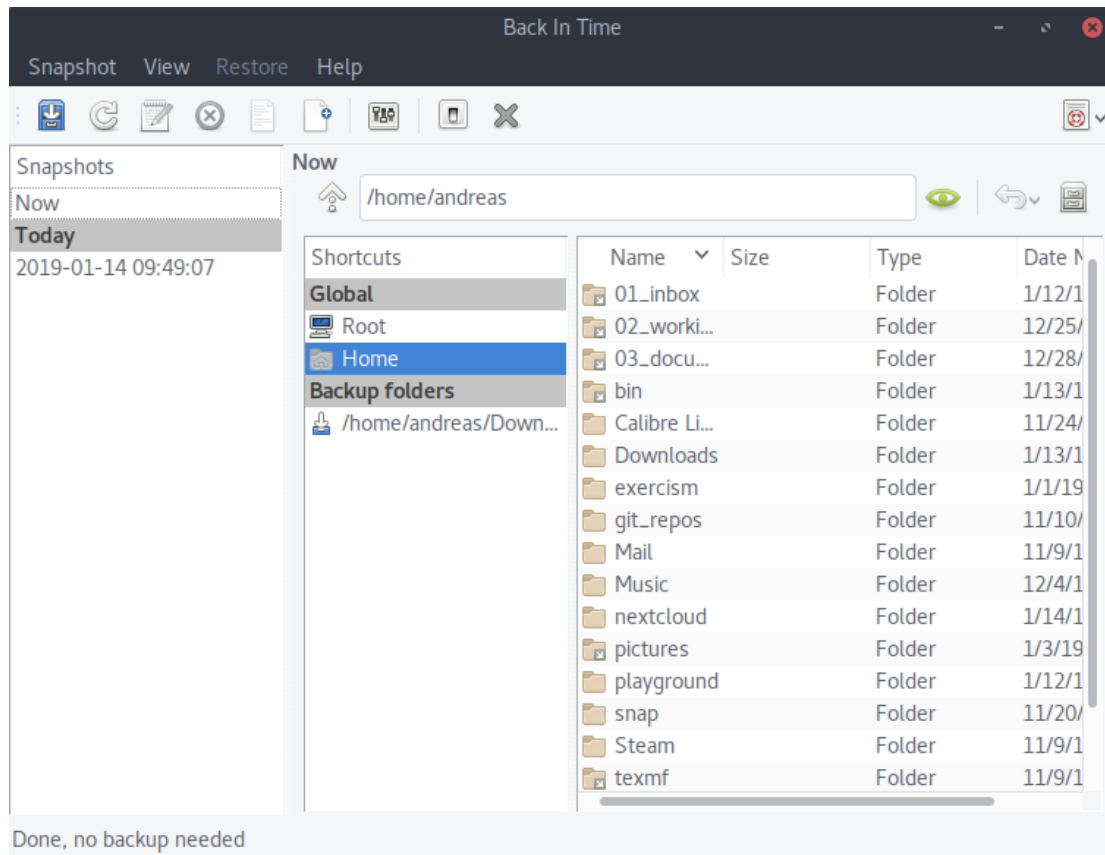 Back In Time
Snapshot View Restore Help
Snapshots
Now
Today
2019-01-14 09:49:07
Now
/home/andreas
Shortcuts
Global
Root
Home
Backup folders
/home/andreas/Down...
Name Size Type Date
01_inbox Folder 1/12/1
02_worki... Folder 12/25/
03_docu... Folder 12/28/
bin Folder 1/13/1
Calibre Li... Folder 11/24/
Downloads Folder 1/13/1
exercism Folder 1/1/19
git_repos Folder 11/10/
Mail Folder 11/9/1
Music Folder 12/4/1
nextcloud Folder 1/14/1
pictures Folder 1/3/19
playground Folder 1/12/1
snap Folder 11/20/
Steam Folder 11/9/1
texmf Folder 11/9/1
Done, no backup needed